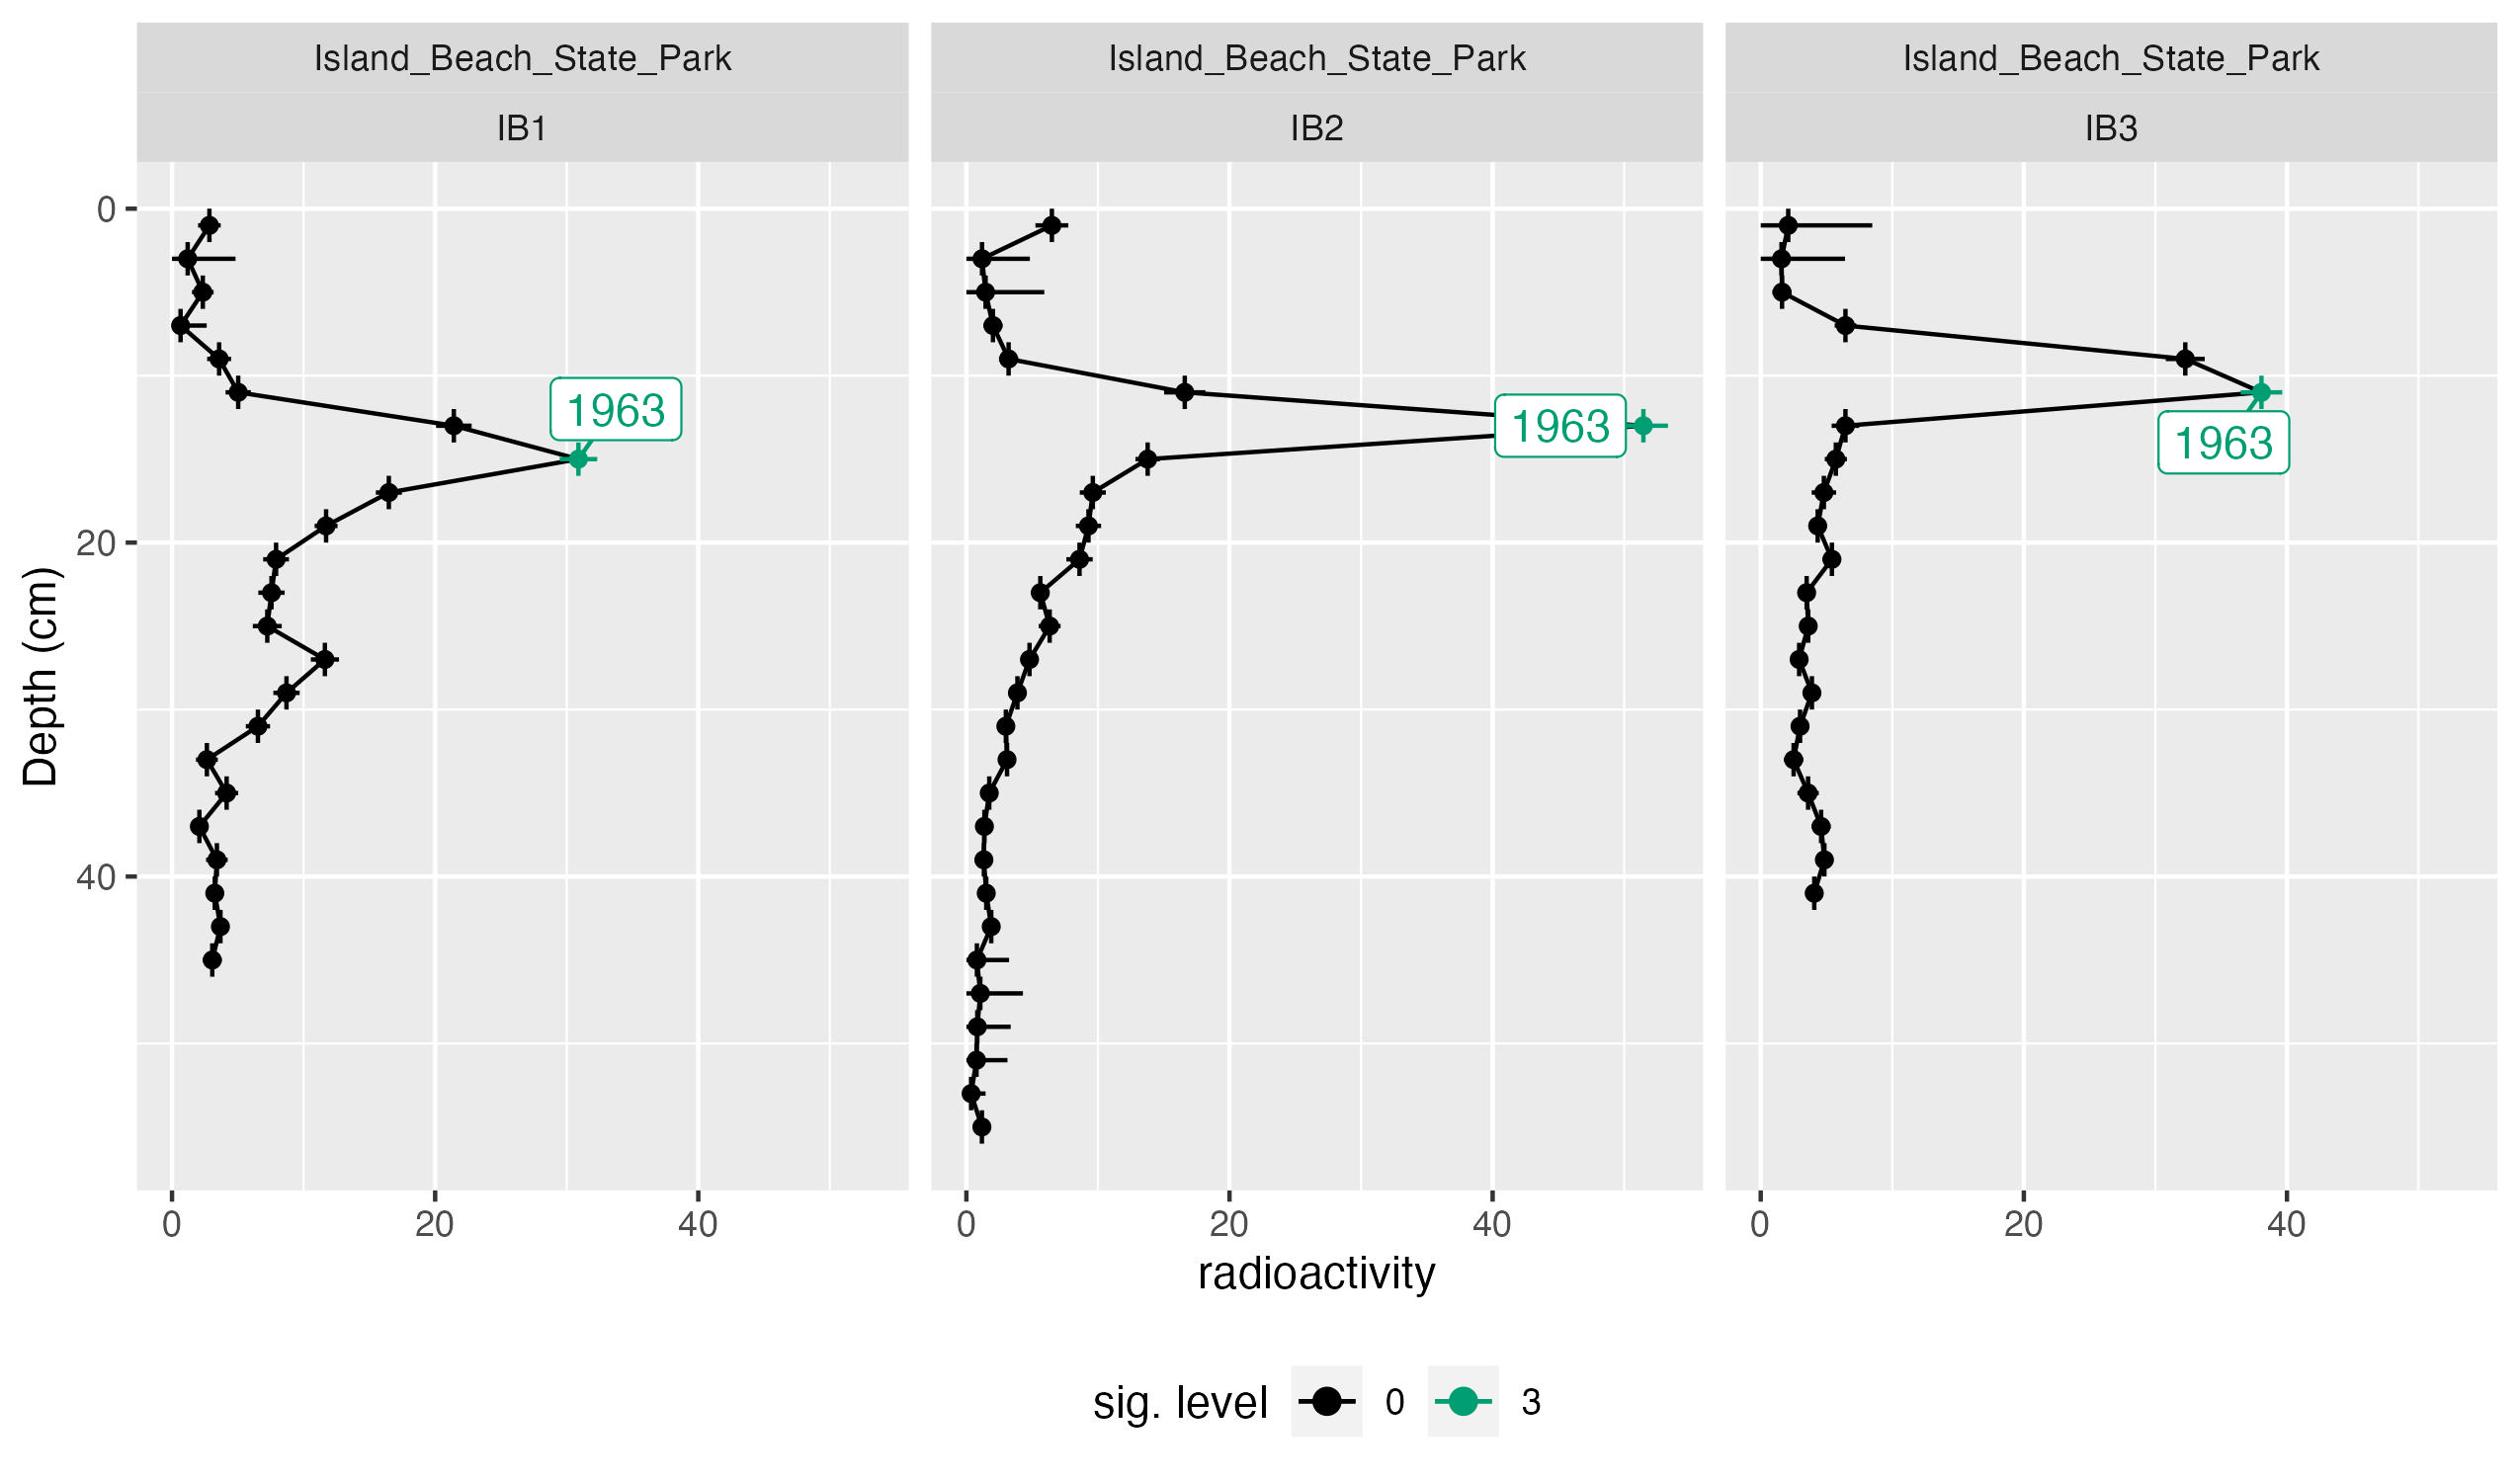 Island_Beach_State_Park Island_Beach_State_Park Island_Beach_State_Park
IB1 IB2 IB3
0
1963 1963 1963
20
40
Depth (cm)
0 20 40 0 20 40 0 20 40
radioactivity
sig. level 0 3